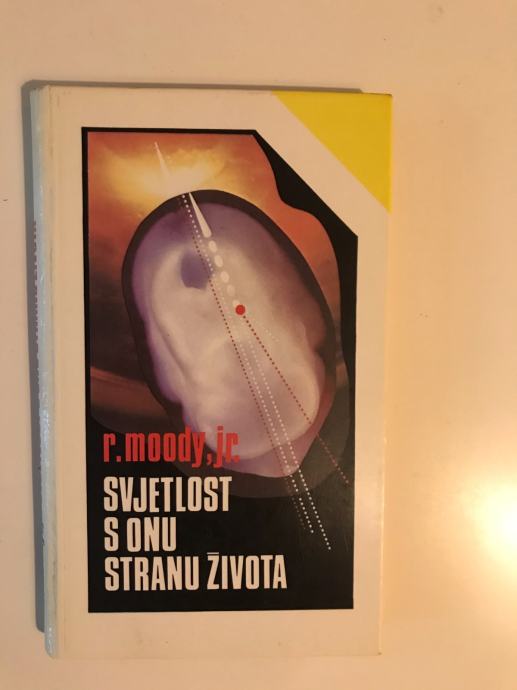 r. moody, jr.
SVJETLOST
S ONU
STRANU ŽIVOTA